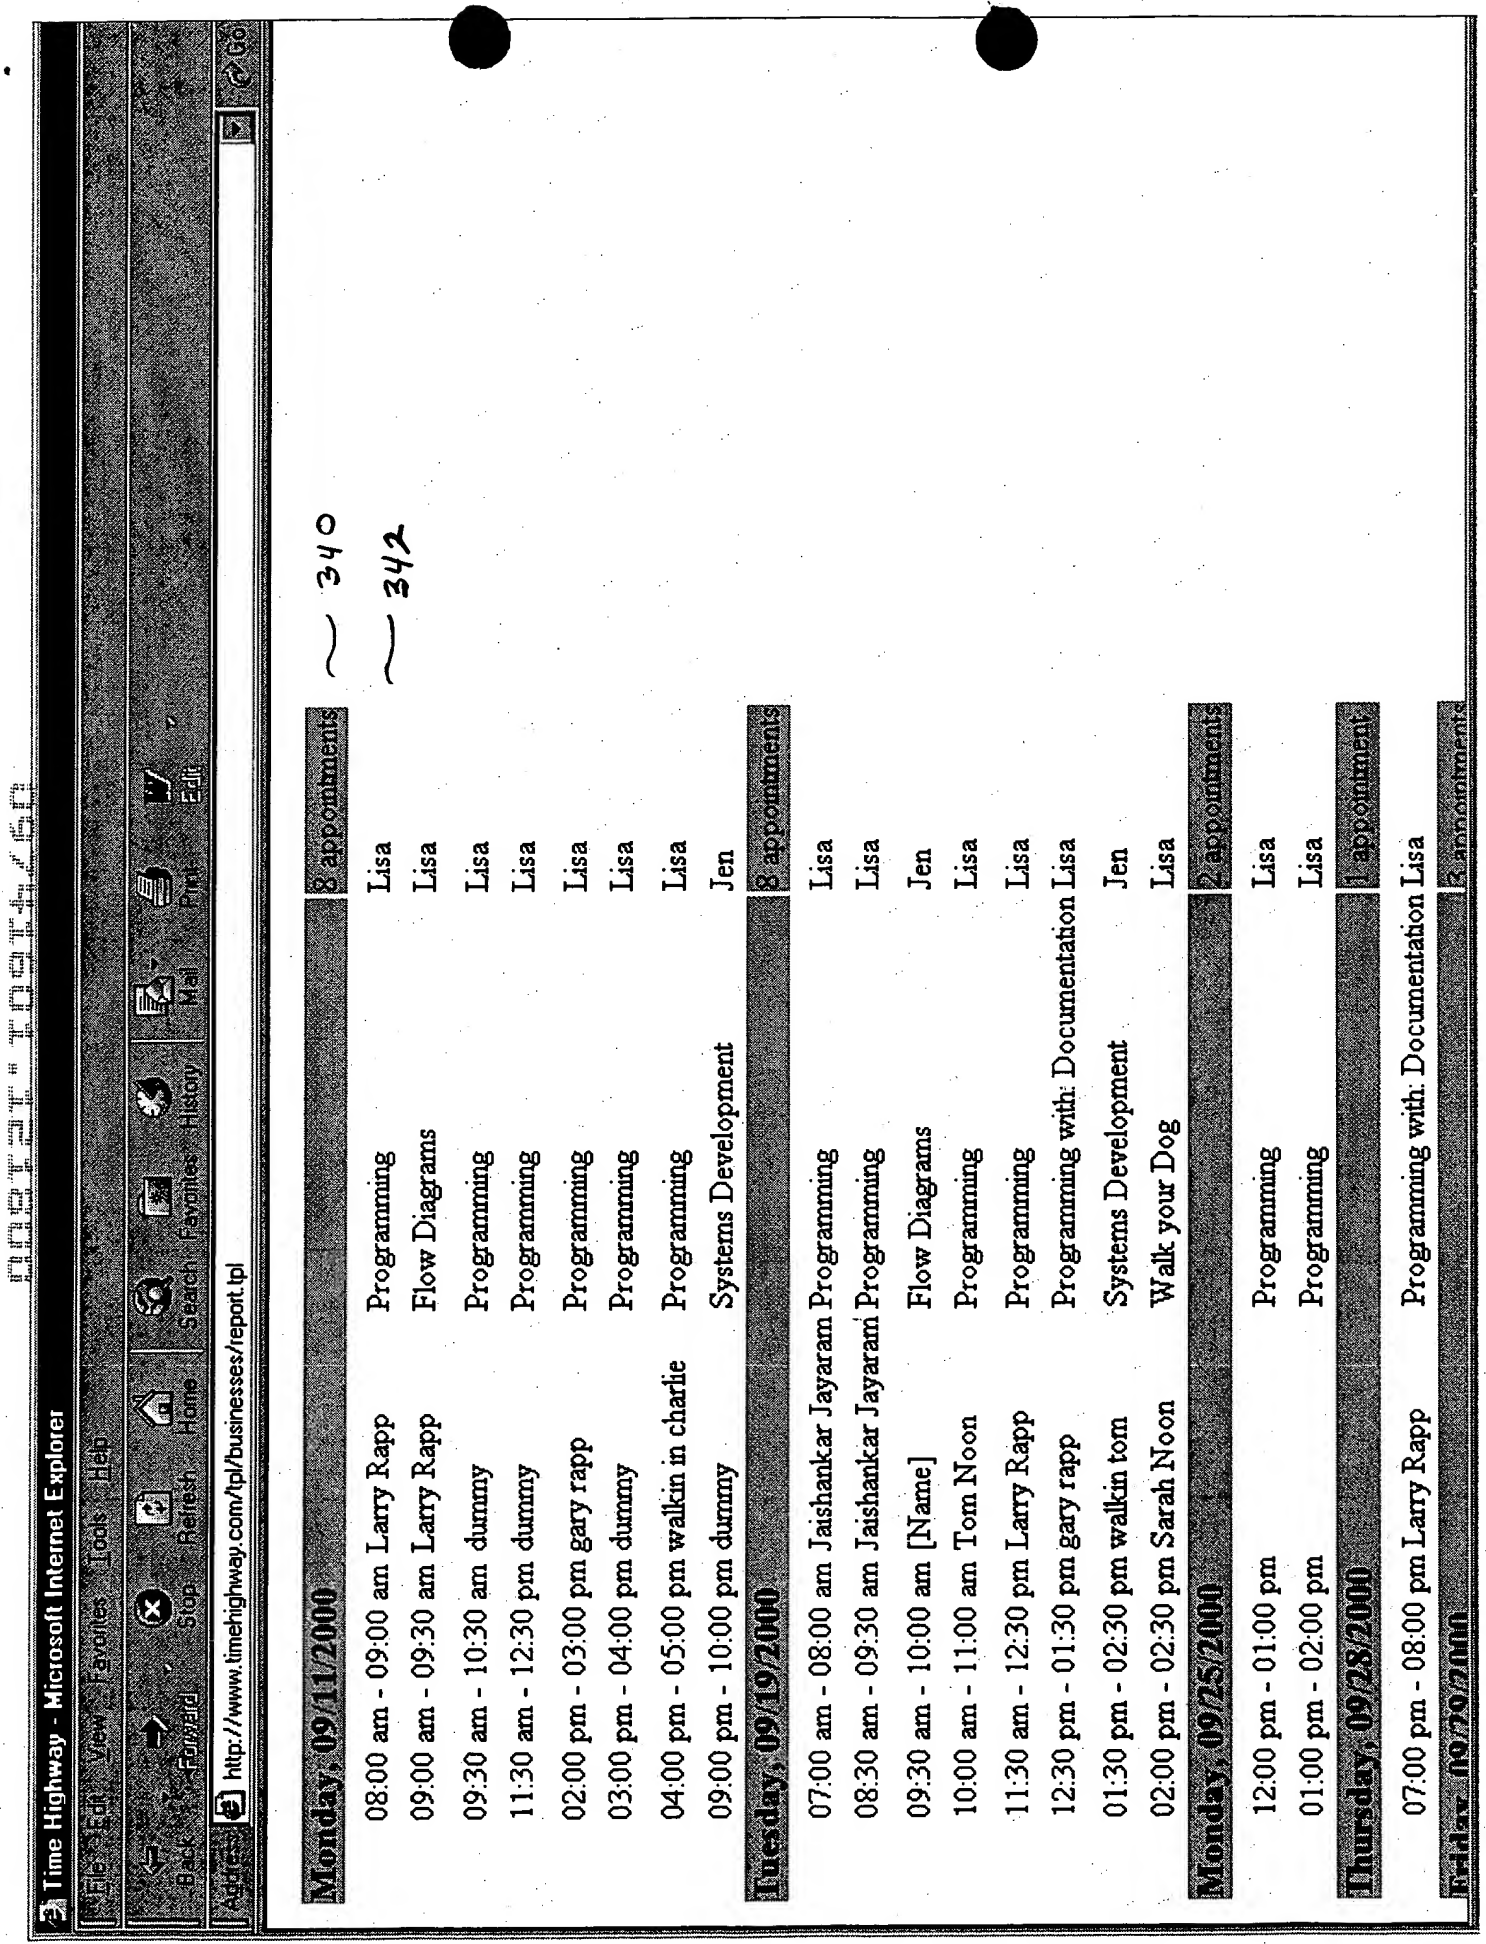 Time Highway - Microsoft Internet Explorer
File Edit View Favorites Tools Help
Back Forward Stop Refresh Home Search Favorites History Mail Print Edit
Address http://www.timehighway.com/tpl/businesses/report.tpl Go
Monday, 09/11/2000 8 appointments 340
08:00 am - 09:00 am Larry Rapp Programming Lisa 342
09:00 am - 09:30 am Larry Rapp Flow Diagrams Lisa
09:30 am - 10:30 am dummy Programming Lisa
11:30 am - 12:30 pm dummy Programming Lisa
02:00 pm - 03:00 pm gary rapp Programming Lisa
03:00 pm - 04:00 pm dummy Programming Lisa
04:00 pm - 05:00 pm walkin in charlie Programming Lisa
09:00 pm - 10:00 pm dummy Systems Development Jen
Tuesday, 09/19/2000 8 appointments
07:00 am - 08:00 am Jaishankar Jayaram Programming Lisa
08:30 am - 09:30 am Jaishankar Jayaram Programming Lisa
09:30 am - 10:00 am [Name] Flow Diagrams Jen
10:00 am - 11:00 am Tom Noon Programming Lisa
11:30 am - 12:30 pm Larry Rapp Programming Lisa
12:30 pm - 01:30 pm gary rapp Programming with: Documentation Lisa
01:30 pm - 02:30 pm walkin tom Systems Development Jen
02:00 pm - 02:30 pm Sarah Noon Walk your Dog Lisa
Monday, 09/25/2000 2 appointments
12:00 pm - 01:00 pm Programming Lisa
01:00 pm - 02:00 pm Programming Lisa
Thursday, 09/28/2000 1 appointment
07:00 pm - 08:00 pm Larry Rapp Programming with: Documentation Lisa
Friday, 09/29/2000 3 appointments